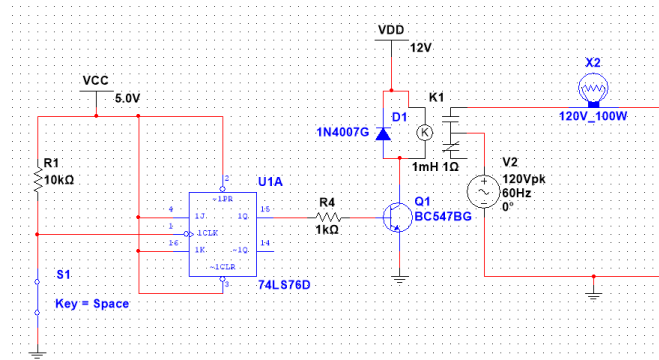 VDD
12V
X2
120V_100W
VCC
5.0V
K1
D1
1N4007G
K
1mH 1Ω
R1
10kΩ
V2
120Vpk
60Hz
0°
2
U1A
~1PR
4
1J
1Q
15
1
1CLK
16
1K
~1Q
14
~1CLR
3
74LS76D
R4
1kΩ
Q1
BC547BG
S1
Key = Space